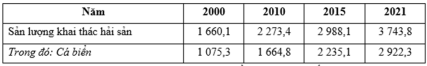 Năm 2000 2010 2015 2021
Sản lượng khai thác hải sản 1 660,1 2 273,4 2 988,1 3 743,8
Trong đó: Cá biển 1 075,3 1 664,8 2 235,1 2 922,3